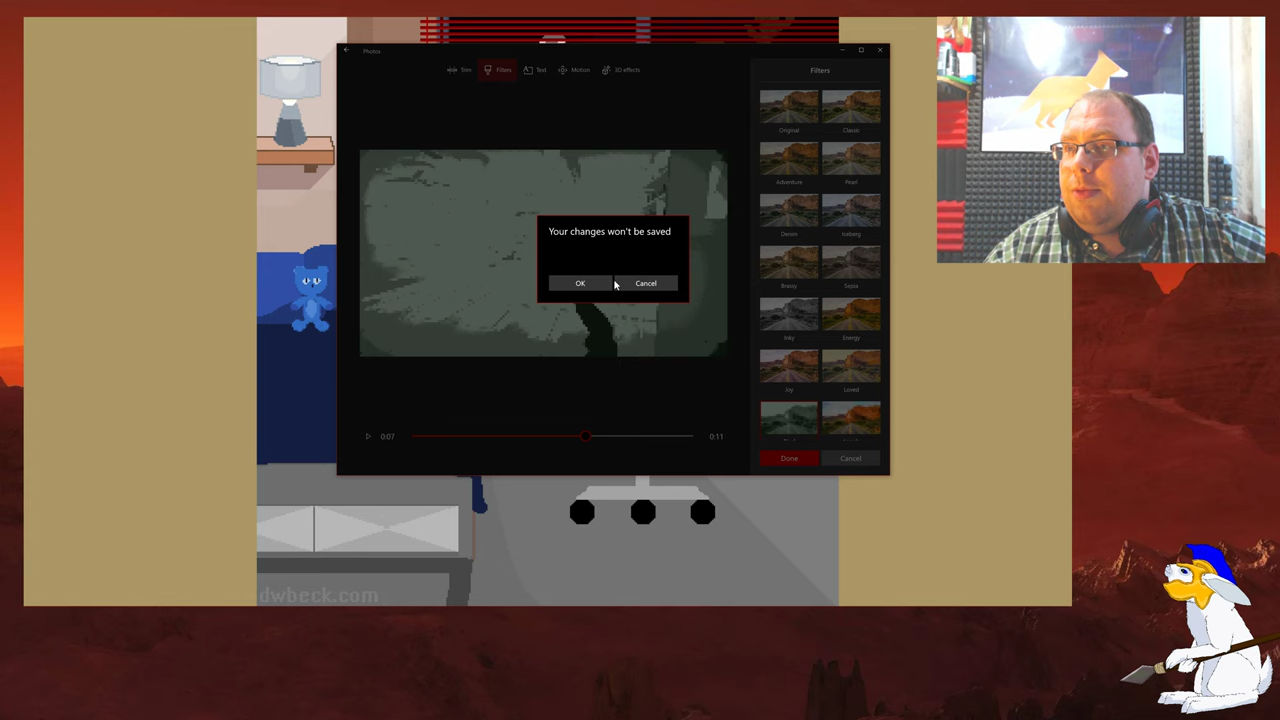 Photos
Trim
Filters
Text
Motion
3D effects
Filters
Original
Classic
Adventure
Pearl
Denim
Iceberg
Brassy
Sepia
Inky
Energy
Joy
Loved
Your changes won't be saved
OK
Cancel
0:07
0:11
Done
Cancel
dwbeck.com